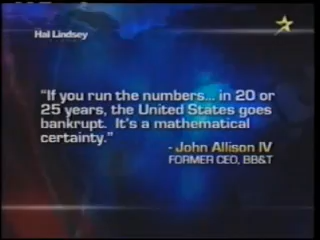 Hal Lindsey
"If you run the numbers... in 20 or
25 years, the United States goes
bankrupt. It's a mathematical
certainty."
- John Allison IV
FORMER CEO, BB&T